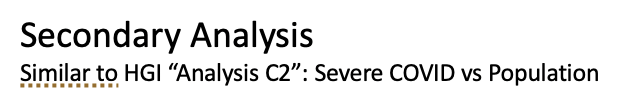 Secondary Analysis
Similar to HGI “Analysis C2”: Severe COVID vs Population